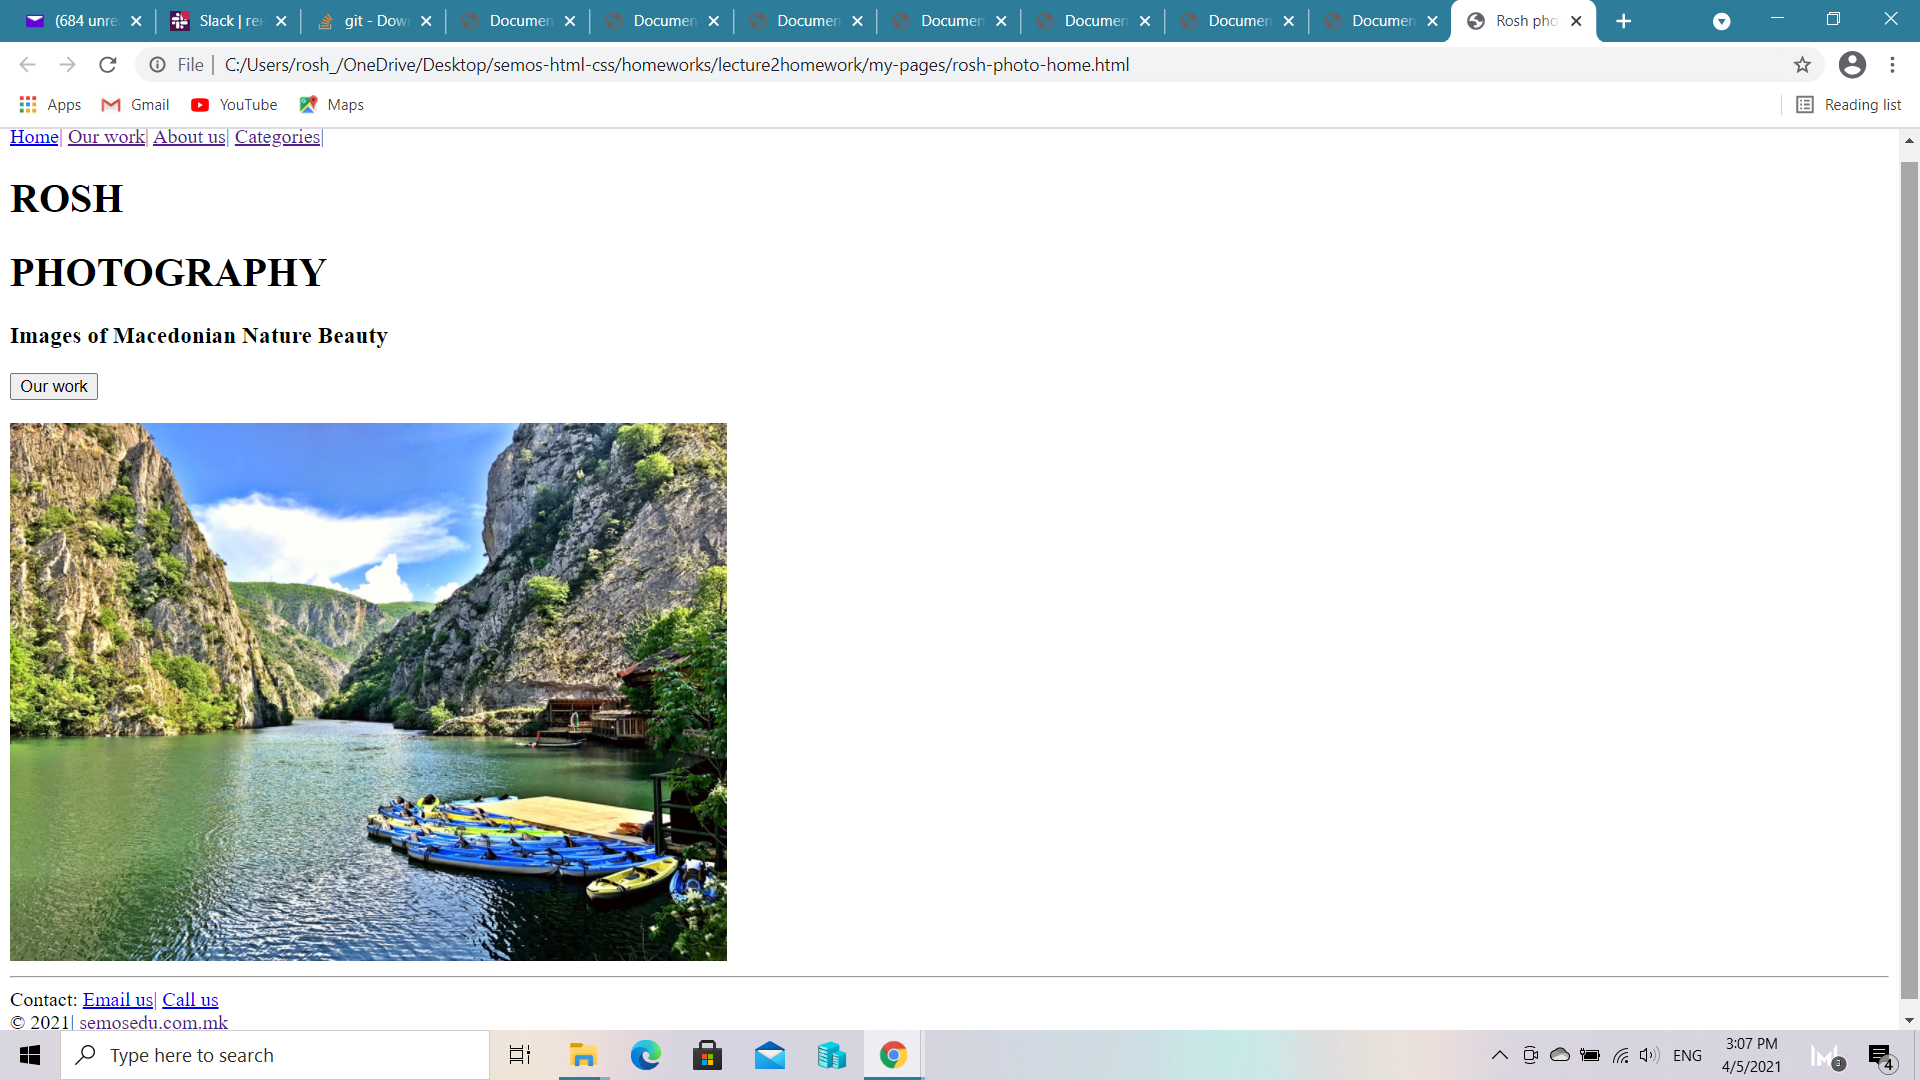 (684 unre
Slack | re
git - Dow
Documen
Documen
Documen
Documen
Documen
Documen
Documen
Rosh pho
File | C:/Users/rosh_/OneDrive/Desktop/semos-html-css/homeworks/lecture2homework/my-pages/rosh-photo-home.html
Apps Gmail YouTube Maps Reading list
Home| Our work| About us| Categories|
ROSH
PHOTOGRAPHY
Images of Macedonian Nature Beauty
Our work
Contact: Email us| Call us
© 2021| semosedu.com.mk
Type here to search
ENG
3:07 PM
4/5/2021
3
4